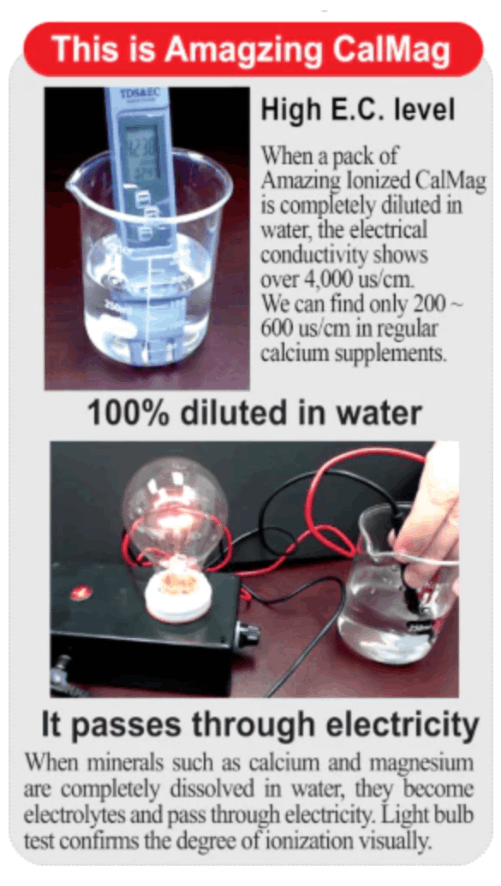 This is Amagzing CalMag
TDS&EC
High E.C. level
When a pack of
Amazing Ionized CalMag
is completely diluted in
water, the electrical
conductivity shows
over 4,000 us/cm.
We can find only 200 ~
600 us/cm in regular
calcium supplements.
100% diluted in water
It passes through electricity
When minerals such as calcium and magnesium
are completely dissolved in water, they become
electrolytes and pass through electricity. Light bulb
test confirms the degree of ionization visually.